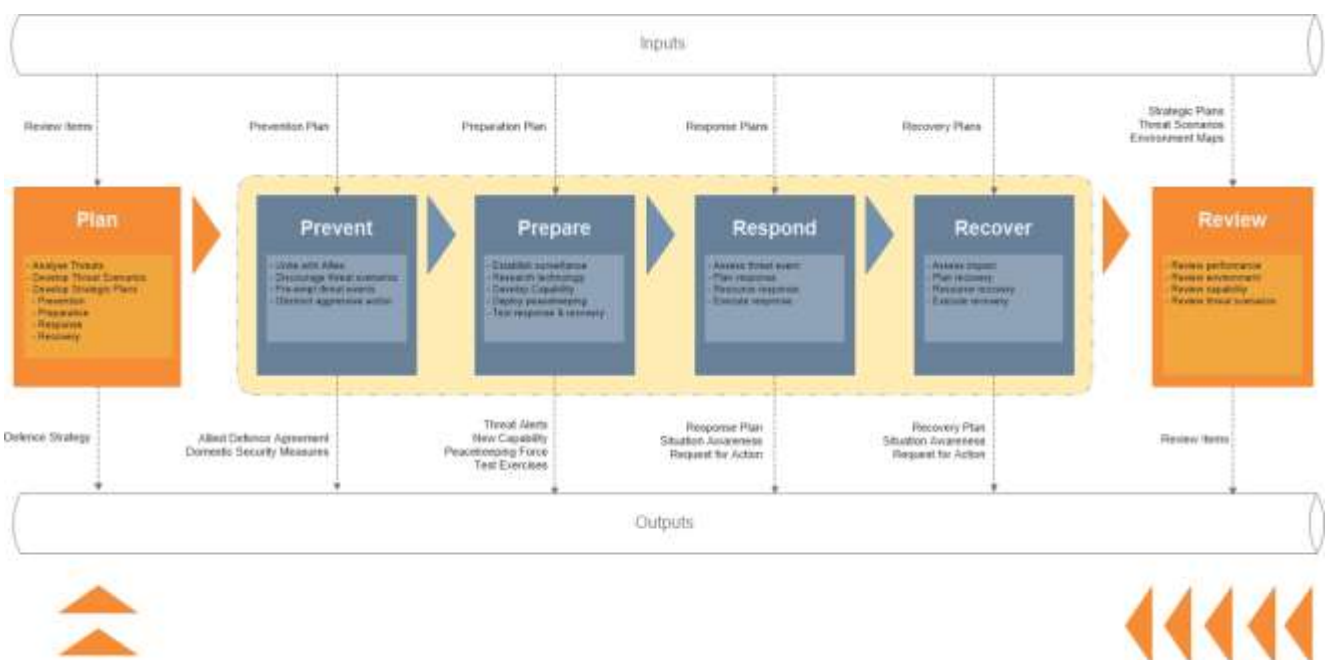 Inputs
Review Items
Prevention Plan
Preparation Plan
Response Plans
Recovery Plans
Strategic Plans
Threat Scenarios
Environment Maps
Plan
- Analyse Threats
- Develop Threat Scenarios
- Develop Strategic Plans
- Prevention
- Preparation
- Response
- Recovery
Prevent
- Unite with Allies
- Discourage threat scenarios
- Pre-empt threat events
- Obstruct aggressive action
Prepare
- Establish surveillance
- Research technology
- Develop Capability
- Deploy peacekeeping
- Test response & recovery
Respond
- Assess threat event
- Plan response
- Resource response
- Execute response
Recover
- Assess impact
- Plan recovery
- Resource recovery
- Execute recovery
Review
- Review performance
- Review environment
- Review capability
- Review threat scenarios
Defence Strategy
Allied Defence Agreement
Domestic Security Measures
Threat Alerts
New Capability
Peacekeeping Force
Test Exercises
Response Plan
Situation Awareness
Request for Action
Recovery Plan
Situation Awareness
Request for Action
Review Items
Outputs